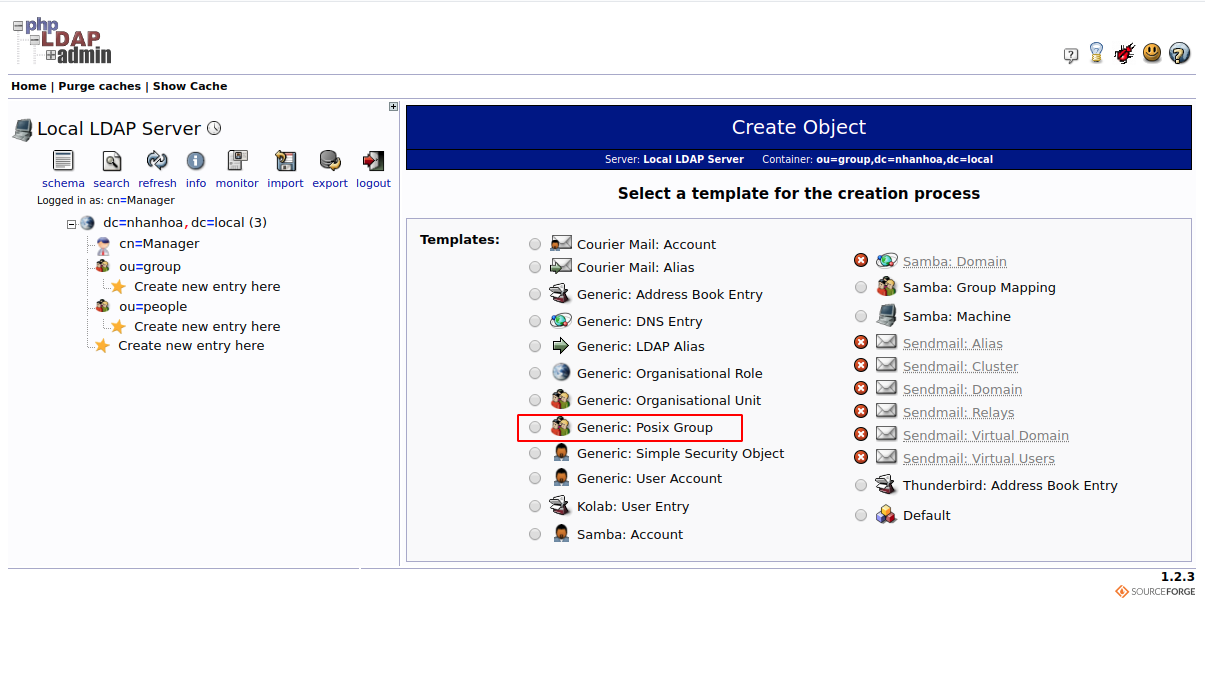 php
LDAP
admin
Home | Purge caches | Show Cache
Local LDAP Server
schema search refresh info monitor import export logout
Logged in as: cn=Manager
dc=nhanhoa,dc=local (3)
cn=Manager
ou=group
Create new entry here
ou=people
Create new entry here
Create new entry here
Create Object
Server: Local LDAP Server Container: ou=group,dc=nhanhoa,dc=local
Select a template for the creation process
Templates:
Courier Mail: Account
Courier Mail: Alias
Generic: Address Book Entry
Generic: DNS Entry
Generic: LDAP Alias
Generic: Organisational Role
Generic: Organisational Unit
Generic: Posix Group
Generic: Simple Security Object
Generic: User Account
Kolab: User Entry
Samba: Account
Samba: Domain
Samba: Group Mapping
Samba: Machine
Sendmail: Alias
Sendmail: Cluster
Sendmail: Domain
Sendmail: Relays
Sendmail: Virtual Domain
Sendmail: Virtual Users
Thunderbird: Address Book Entry
Default
1.2.3
SOURCEFORGE